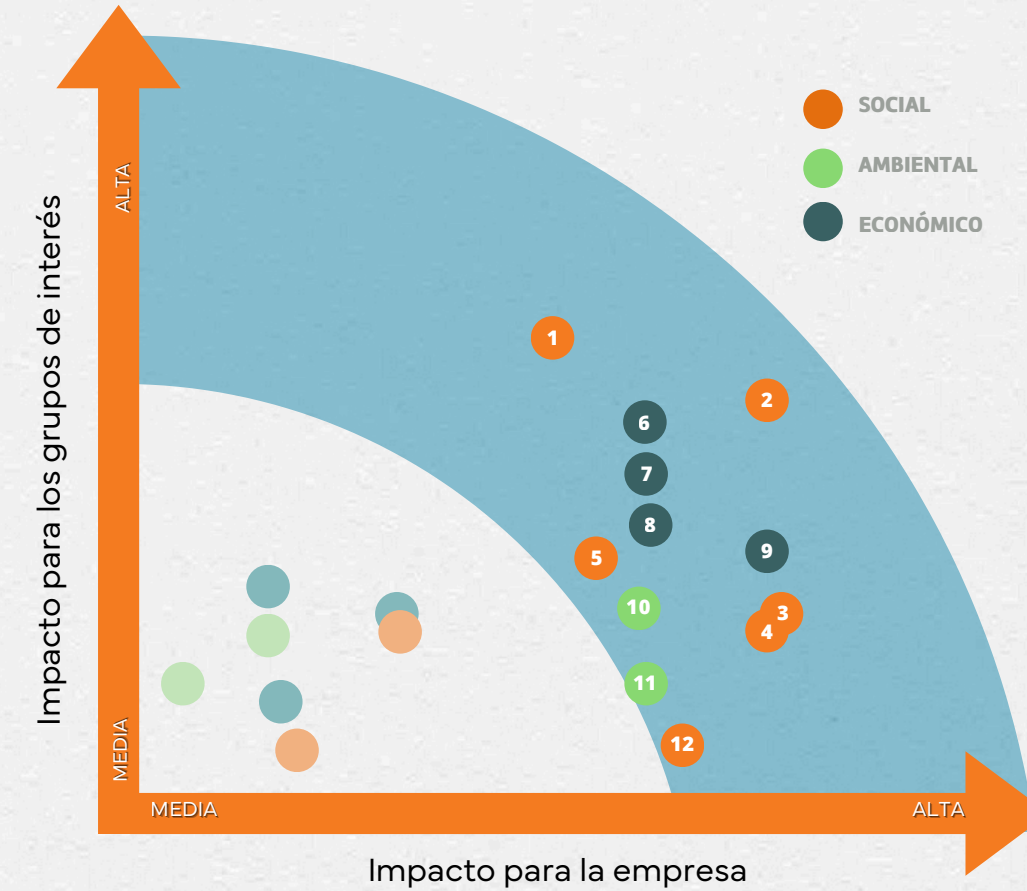 SOCIAL
AMBIENTAL
ECONÓMICO
ALTA
Impacto para los grupos de interés
MEDIA
1
2
6
7
8
9
5
10
3
4
11
12
MEDIA
ALTA
Impacto para la empresa